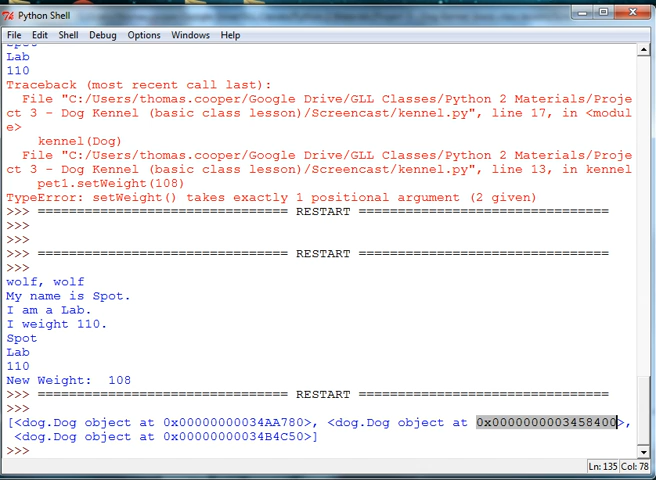 Python Shell
File Edit Shell Debug Options Windows Help
Spot
Lab
110
Traceback (most recent call last):
File "C:/Users/thomas.cooper/Google Drive/GLL Classes/Python 2 Materials/Proje
ct 3 - Dog Kennel (basic class lesson)/Screencast/kennel.py", line 17, in <modul
e>
kennel(Dog)
File "C:/Users/thomas.cooper/Google Drive/GLL Classes/Python 2 Materials/Proje
ct 3 - Dog Kennel (basic class lesson)/Screencast/kennel.py", line 13, in kennel
pet1.setWeight(108)
TypeError: setWeight() takes exactly 1 positional argument (2 given)
>>> ================================ RESTART ================================
>>>
>>>
>>> ================================ RESTART ================================
>>>
wolf, wolf
My name is Spot.
I am a Lab.
I weight 110.
Spot
Lab
110
New Weight:  108
>>> ================================ RESTART ================================
>>>
[<dog.Dog object at 0x00000000034AA780>, <dog.Dog object at 0x0000000003458400>,
<dog.Dog object at 0x00000000034B4C50>]
>>>
Ln: 135 Col: 78